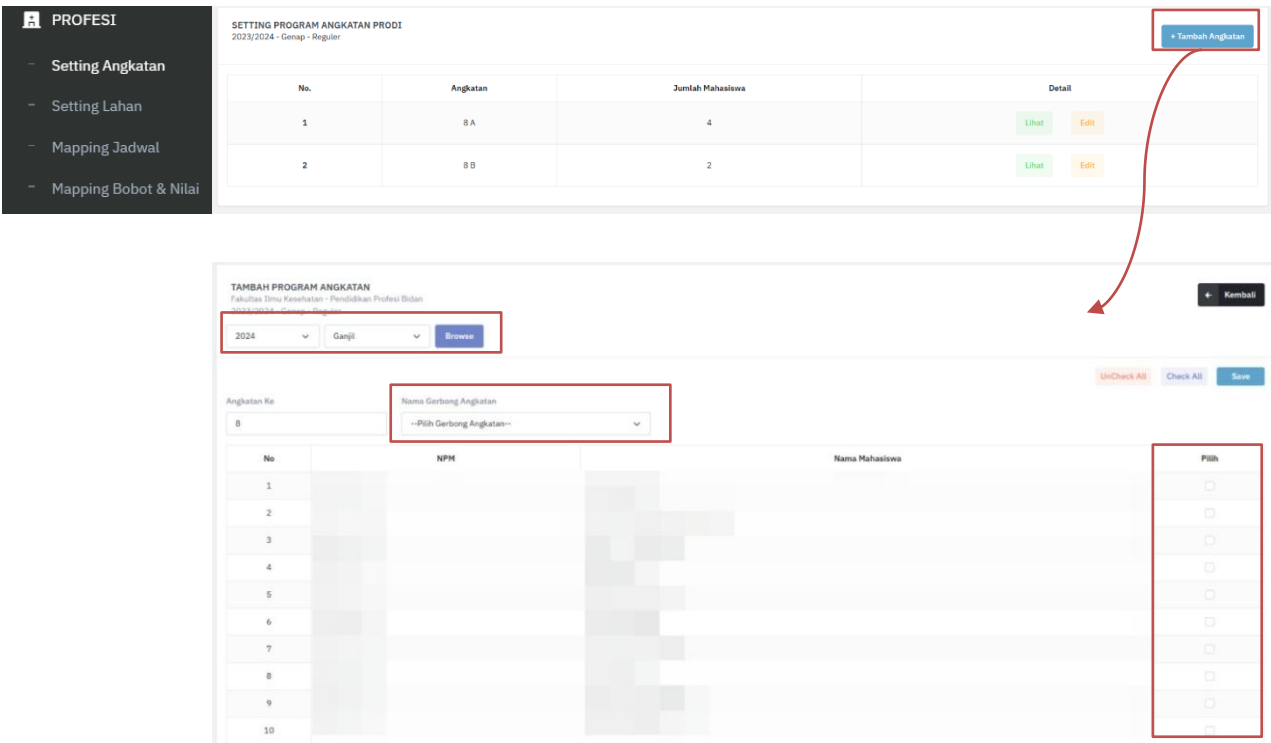 PROFESI
- Setting Angkatan
- Setting Lahan
- Mapping Jadwal
- Mapping Bobot & Nilai
SETTING PROGRAM ANGKATAN PRODI
2023/2024 - Genap - Reguler
+ Tambah Angkatan
No. Angkatan Jumlah Mahasiswa Detail
1 8 A 4 Lihat Edit
2 8 B 2 Lihat Edit
TAMBAH PROGRAM ANGKATAN
Fakultas Ilmu Kesehatan - Pendidikan Profesi Bidan
2023/2024 - Genap - Reguler
← Kembali
2024 Ganjil Browse
UnCheck All Check All Save
Angkatan Ke Nama Gerbong Angkatan
8 --Pilih Gerbong Angkatan--
No NPM Nama Mahasiswa Pilih
1
2
3
4
5
6
7
8
9
10